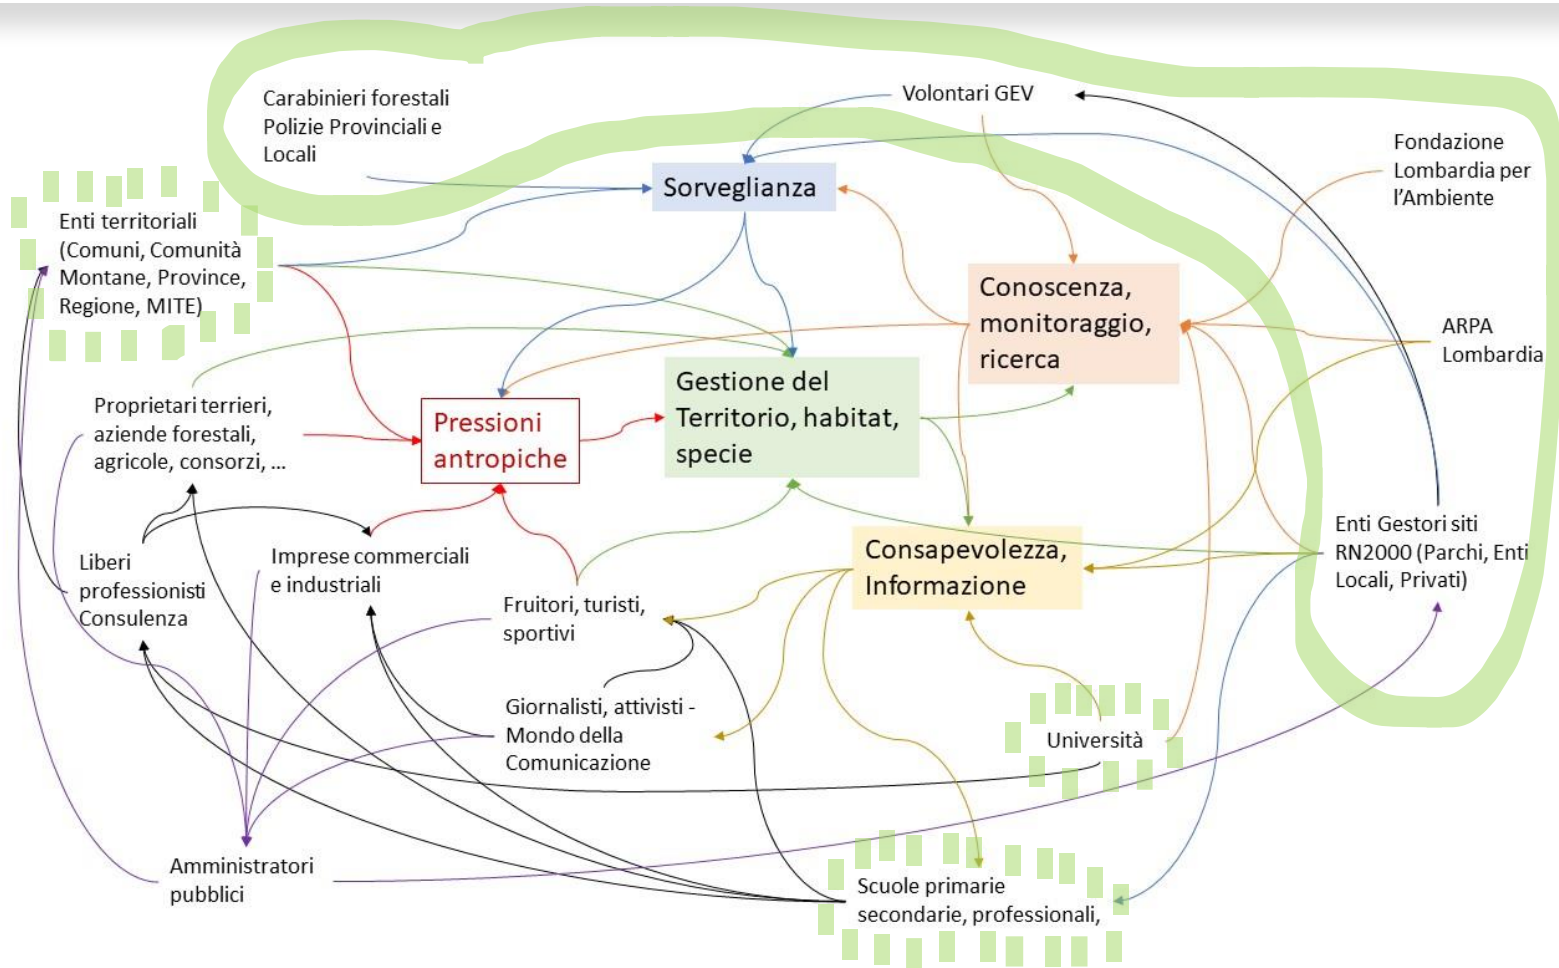 Carabinieri forestali
Polizie Provinciali e
Locali
Volontari GEV
Fondazione
Lombardia per
l'Ambiente
Sorveglianza
Enti territoriali
(Comuni, Comunità
Montane, Province,
Regione, MITE)
Conoscenza,
monitoraggio,
ricerca
ARPA
Lombardia
Gestione del
Territorio, habitat,
specie
Proprietari terrieri,
aziende forestali,
agricole, consorzi, ...
Pressioni
antropiche
Enti Gestori siti
RN2000 (Parchi, Enti
Locali, Privati)
Consapevolezza,
Informazione
Liberi
professionisti
Consulenza
Imprese commerciali
e industriali
Fruitori, turisti,
sportivi
Giornalisti, attivisti -
Mondo della
Comunicazione
Università
Amministratori
pubblici
Scuole primarie
secondarie, professionali,